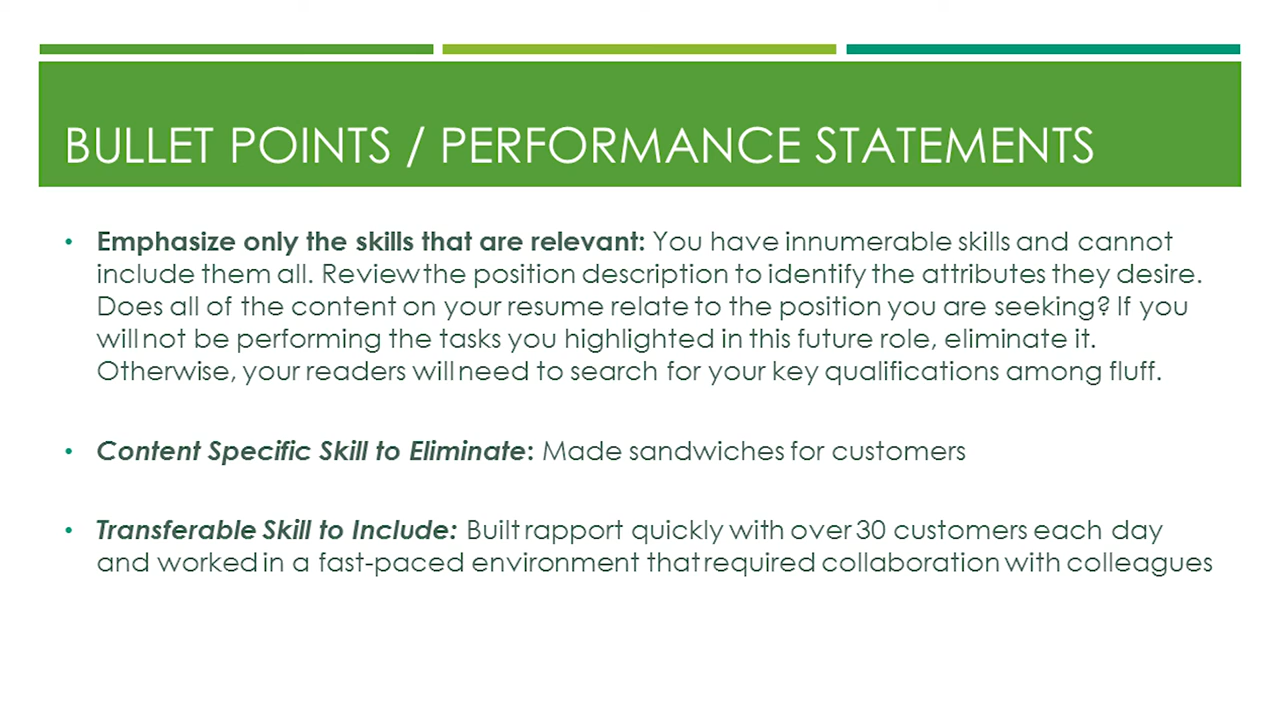 BULLET POINTS / PERFORMANCE STATEMENTS
• Emphasize only the skills that are relevant: You have innumerable skills and cannot
include them all. Review the position description to identify the attributes they desire.
Does all of the content on your resume relate to the position you are seeking? If you
will not be performing the tasks you highlighted in this future role, eliminate it.
Otherwise, your readers will need to search for your key qualifications among fluff.
• Content Specific Skill to Eliminate: Made sandwiches for customers
• Transferable Skill to Include: Built rapport quickly with over 30 customers each day
and worked in a fast-paced environment that required collaboration with colleagues